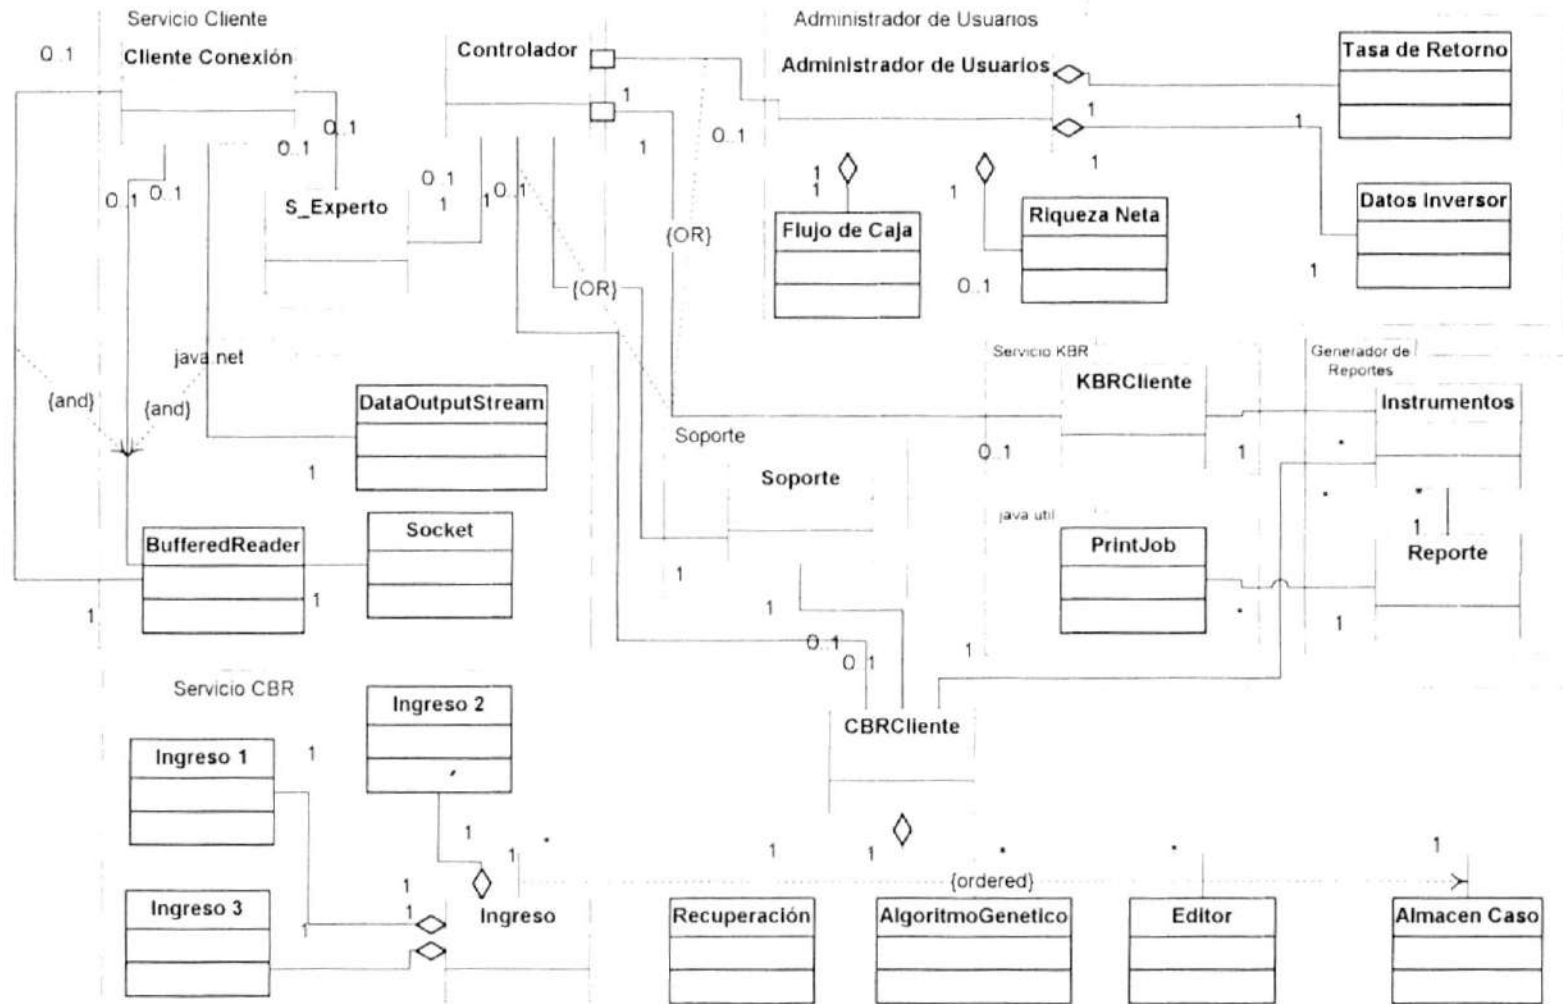 Servicio Cliente
Administrador de Usuarios
0..1
Cliente Conexión
Controlador
Administrador de Usuarios
Tasa de Retorno
1
1
1
0..1
0..1
1
0..1
1
0..1
0..1
1
1
0..1
1
1
1
0..1
0..1
S_Experto
Flujo de Caja
Riqueza Neta
Datos Inversor
{OR}
{OR}
0..1
1
java.net
Servicio KBR
Generador de
Reportes
{and}
{and}
DataOutputStream
KBRCliente
Instrumentos
Soporte
0..1
1
*
1
Soporte
*
*
java util
1
BufferedReader
Socket
PrintJob
Reporte
1
1
1
1
*
1
0..1
0..1
1
Servicio CBR
Ingreso 2
CBRCliente
Ingreso 1
1
1
*
1
1
1
*
*
1
1
1
{ordered}
Ingreso 3
1
Ingreso
Recuperación
AlgoritmoGenetico
Editor
Almacen Caso